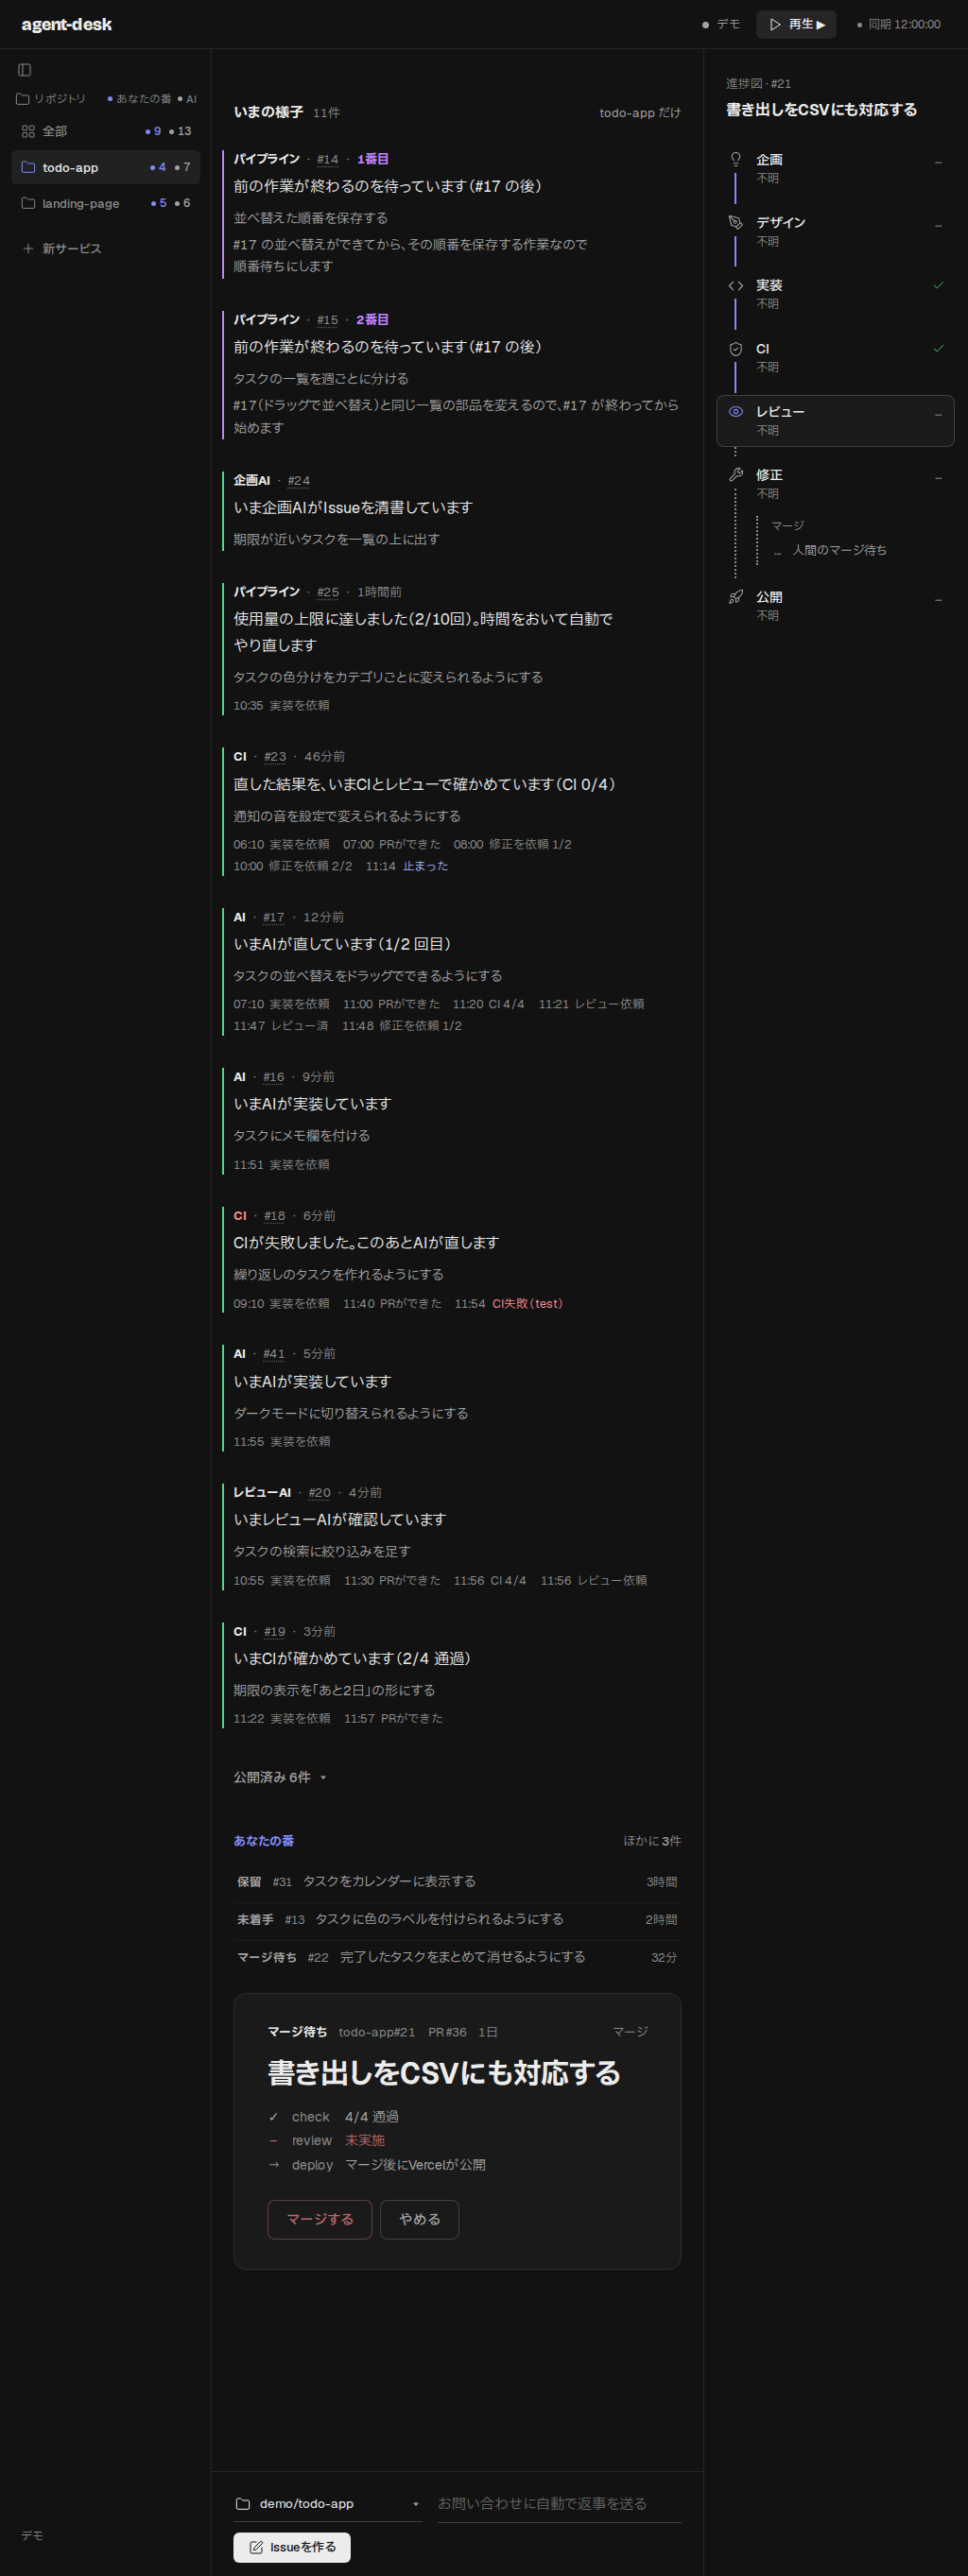 agent-desk
デモ
再生 ▶
同期 12:00:00
リポジトリ
あなたの番 AI
全部 9 13
todo-app 4 7
landing-page 5 6
新サービス
デモ
いまの様子 11件 todo-app だけ
パイプライン · #14 · 1番目
前の作業が終わるのを待っています（#17 の後）
並べ替えた順番を保存する
#17 の並べ替えができてから、その順番を保存する作業なので
順番待ちにします
パイプライン · #15 · 2番目
前の作業が終わるのを待っています（#17 の後）
タスクの一覧を週ごとに分ける
#17（ドラッグで並べ替え）と同じ一覧の部品を変えるので、#17 が終わってから
始めます
企画AI · #24
いま企画AIがIssueを清書しています
期限が近いタスクを一覧の上に出す
パイプライン · #25 · 1時間前
使用量の上限に達しました（2/10回）。時間をおいて自動で
やり直します
タスクの色分けをカテゴリごとに変えられるようにする
10:35 実装を依頼
CI · #23 · 46分前
直した結果を、いまCIとレビューで確かめています（CI 0/4）
通知の音を設定で変えられるようにする
06:10 実装を依頼 07:00 PRができた 08:00 修正を依頼 1/2
10:00 修正を依頼 2/2 11:14 止まった
AI · #17 · 12分前
いまAIが直しています（1/2 回目）
タスクの並べ替えをドラッグでできるようにする
07:10 実装を依頼 11:00 PRができた 11:20 CI 4/4 11:21 レビュー依頼
11:47 レビュー済 11:48 修正を依頼 1/2
AI · #16 · 9分前
いまAIが実装しています
タスクにメモ欄を付ける
11:51 実装を依頼
CI · #18 · 6分前
CIが失敗しました。このあとAIが直します
繰り返しのタスクを作れるようにする
09:10 実装を依頼 11:40 PRができた 11:54 CI失敗（test）
AI · #41 · 5分前
いまAIが実装しています
ダークモードに切り替えられるようにする
11:55 実装を依頼
レビューAI · #20 · 4分前
いまレビューAIが確認しています
タスクの検索に絞り込みを足す
10:55 実装を依頼 11:30 PRができた 11:56 CI 4/4 11:56 レビュー依頼
CI · #19 · 3分前
いまCIが確かめています（2/4 通過）
期限の表示を「あと2日」の形にする
11:22 実装を依頼 11:57 PRができた
公開済み 6件
あなたの番 ほかに 3件
保留 #31 タスクをカレンダーに表示する 3時間
未着手 #13 タスクに色のラベルを付けられるようにする 2時間
マージ待ち #22 完了したタスクをまとめて消せるようにする 32分
マージ待ち todo-app#21 PR #36 1日 マージ
書き出しをCSVにも対応する
✓ check 4/4 通過
– review 未実施
→ deploy マージ後にVercelが公開
マージする やめる
demo/todo-app
お問い合わせに自動で返事を送る
Issueを作る
進捗図 · #21
書き出しをCSVにも対応する
企画 …
不明
デザイン …
不明
実装 ✓
不明
CI ✓
不明
レビュー …
不明
修正 …
不明
マージ
… 人間のマージ待ち
公開 …
不明